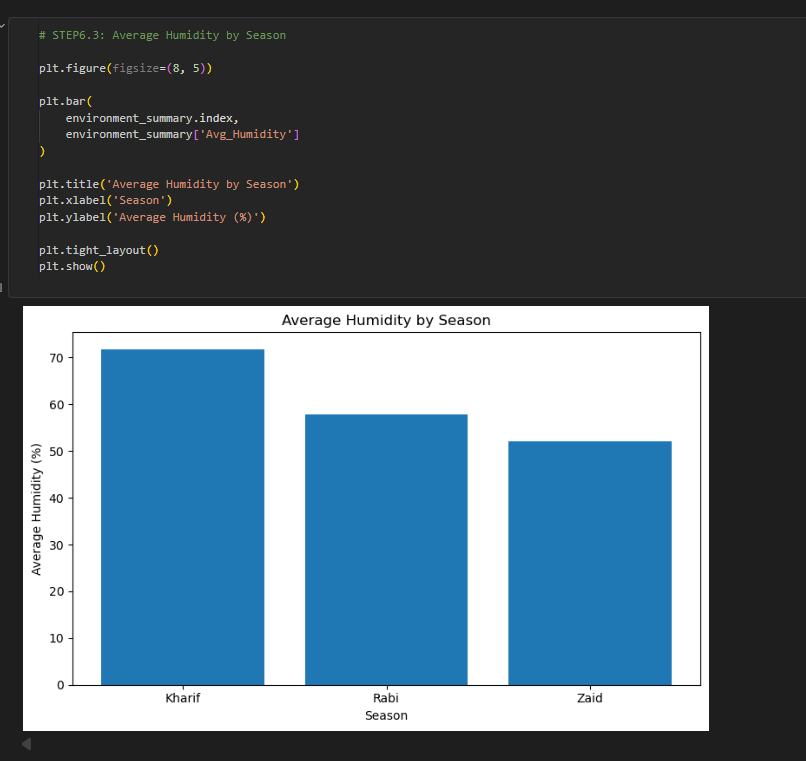 # STEP6.3: Average Humidity by Season
plt.figure(figsize=(8, 5))
plt.bar(
    environment_summary.index,
    environment_summary['Avg_Humidity']
)
plt.title('Average Humidity by Season')
plt.xlabel('Season')
plt.ylabel('Average Humidity (%)')
plt.tight_layout()
plt.show()
Average Humidity by Season
70
60
50
40
30
20
10
0
Average Humidity (%)
Kharif Rabi Zaid
Season